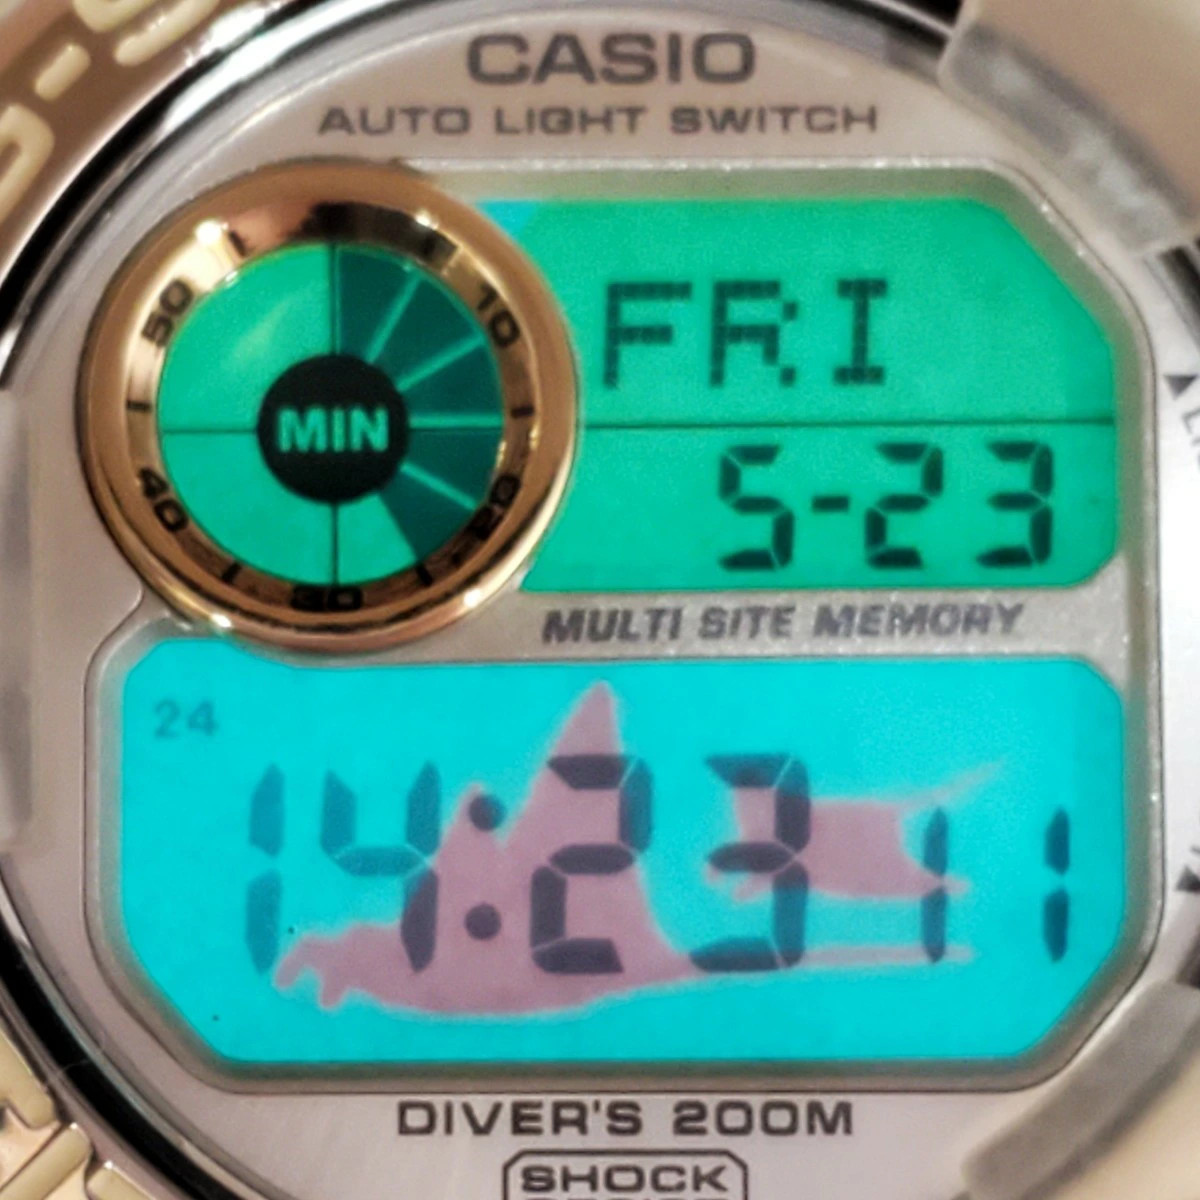 CASIO
AUTO LIGHT SWITCH
50
10
MIN
40
20
30
FRI
5-23
MULTI SITE MEMORY
24
14:23 11
DIVER'S 200M
SHOCK